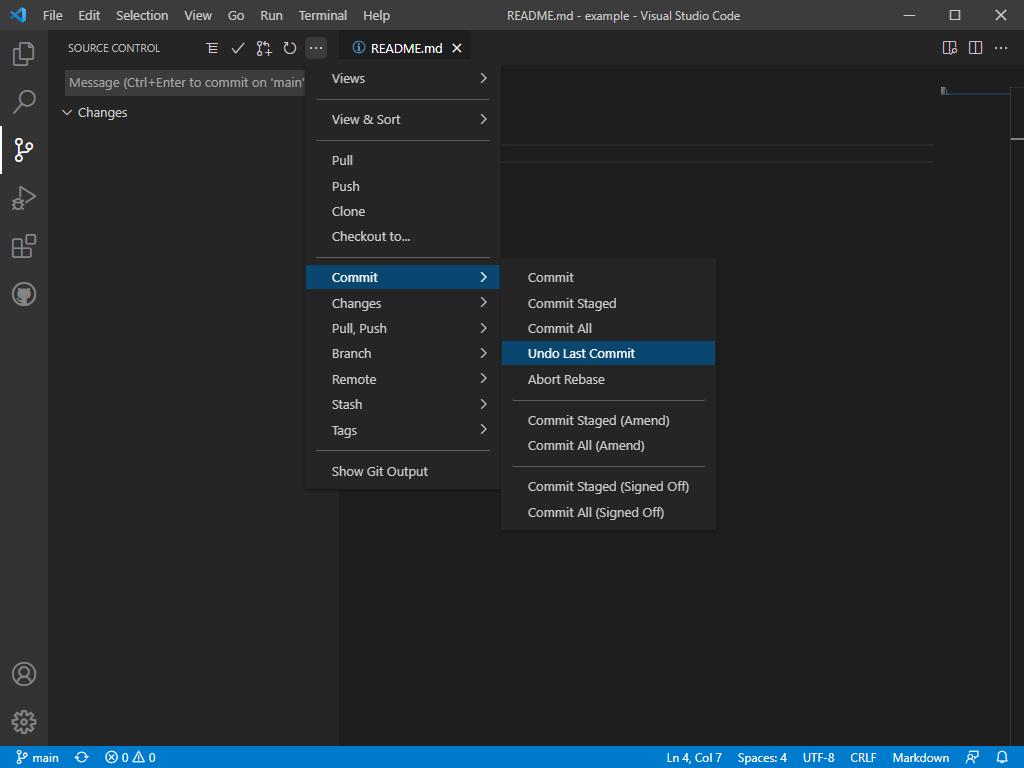 File Edit Selection View Go Run Terminal Help README.md - example - Visual Studio Code
SOURCE CONTROL
README.md
Message (Ctrl+Enter to commit on 'main'
Changes
Views
View & Sort
Pull
Push
Clone
Checkout to...
Commit
Changes
Pull, Push
Branch
Remote
Stash
Tags
Show Git Output
Commit
Commit Staged
Commit All
Undo Last Commit
Abort Rebase
Commit Staged (Amend)
Commit All (Amend)
Commit Staged (Signed Off)
Commit All (Signed Off)
main 0 0 Ln 4, Col 7 Spaces: 4 UTF-8 CRLF Markdown